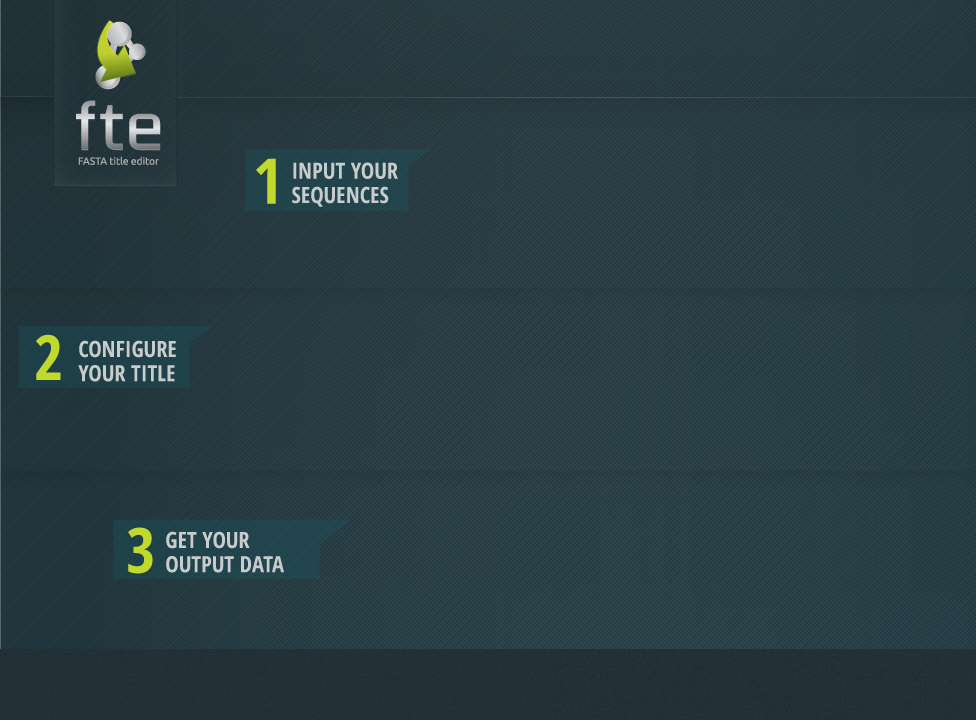 fte
FASTA title editor
1
INPUT YOUR
SEQUENCES
2
CONFIGURE
YOUR TITLE
3
GET YOUR
OUTPUT DATA